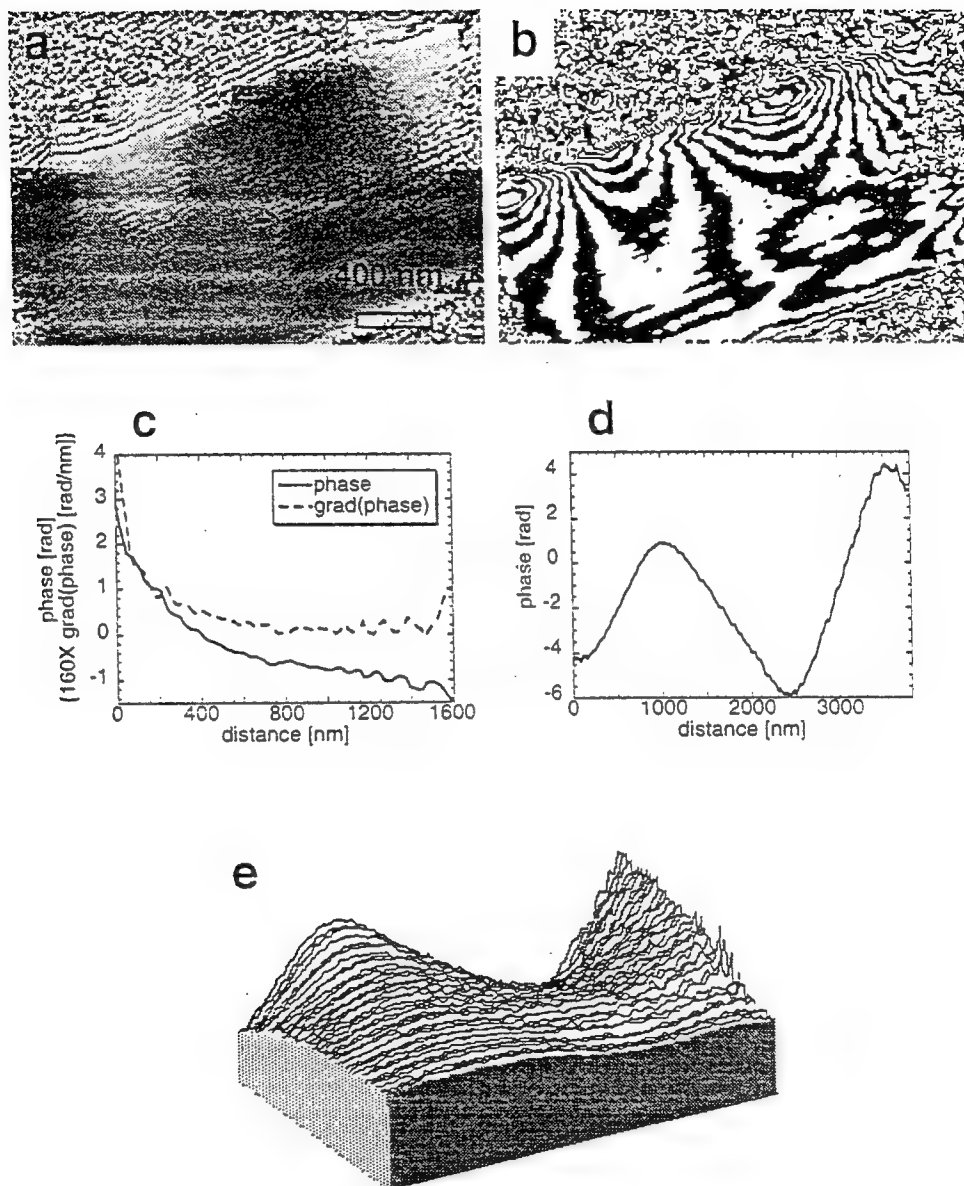 a
b
400 nm
c
d
phase [rad]
{160X grad(phase) [rad/nm]}
4
3
2
1
0
-1
phase
grad(phase)
0
400
800
1200
1600
distance [nm]
phase [rad]
4
2
0
-2
-4
-6
0
1000
2000
3000
distance [nm]
e